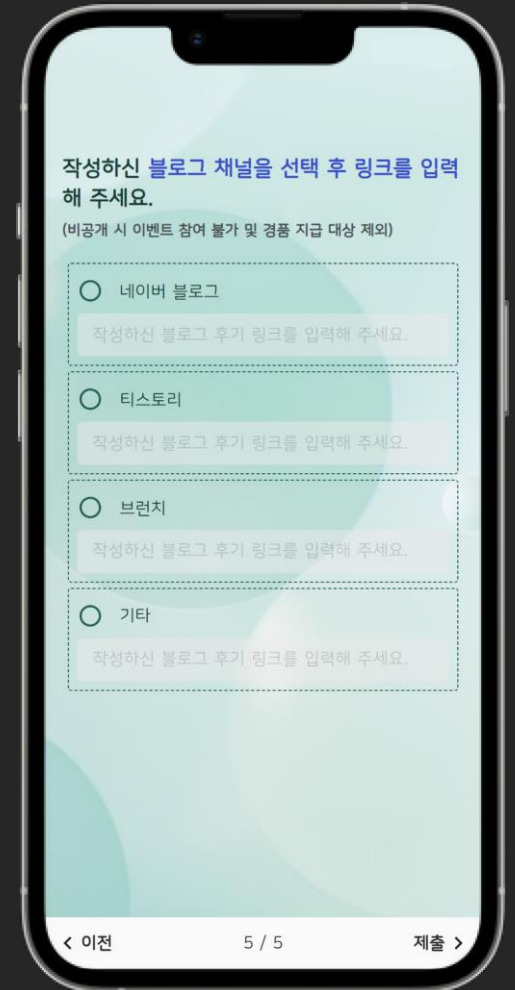 작성하신 블로그 채널을 선택 후 링크를 입력
해 주세요.
(비공개 시 이벤트 참여 불가 및 경품 지급 대상 제외)
네이버 블로그
작성하신 블로그 후기 링크를 입력해 주세요.
티스토리
작성하신 블로그 후기 링크를 입력해 주세요.
브런치
작성하신 블로그 후기 링크를 입력해 주세요.
기타
작성하신 블로그 후기 링크를 입력해 주세요.
< 이전 5 / 5 제출 >